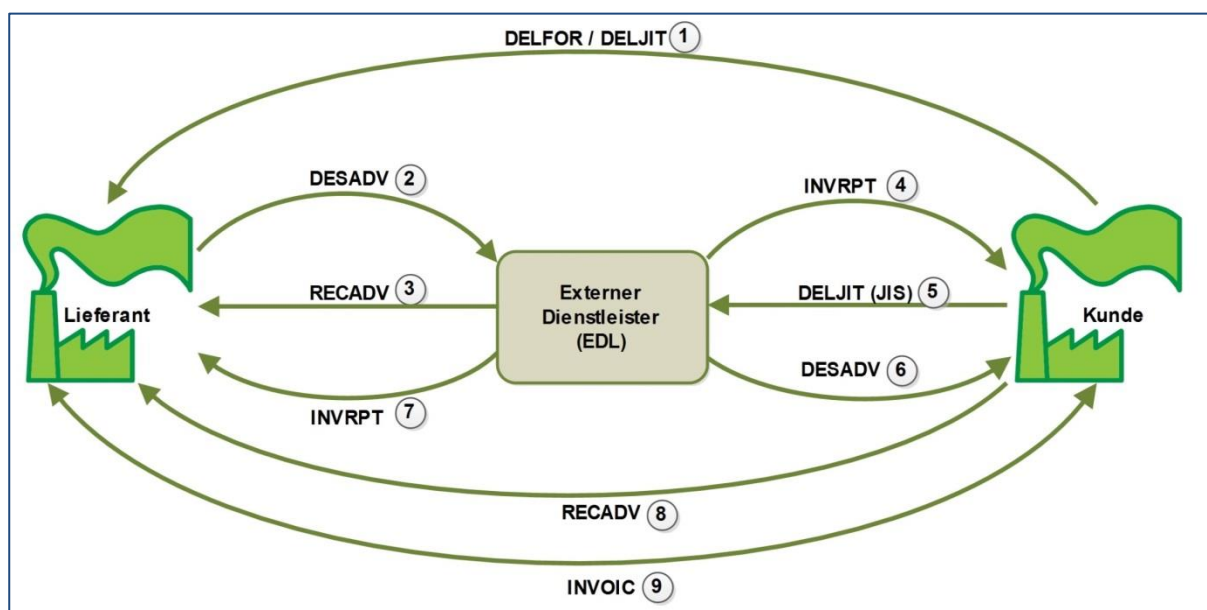 DELFOR / DELJIT 1
DESADV 2
INVRPT 4
RECADV 3
Externer
Dienstleister
(EDL)
DELJIT (JIS) 5
Lieferant
Kunde
DESADV 6
INVRPT 7
RECADV 8
INVOIC 9